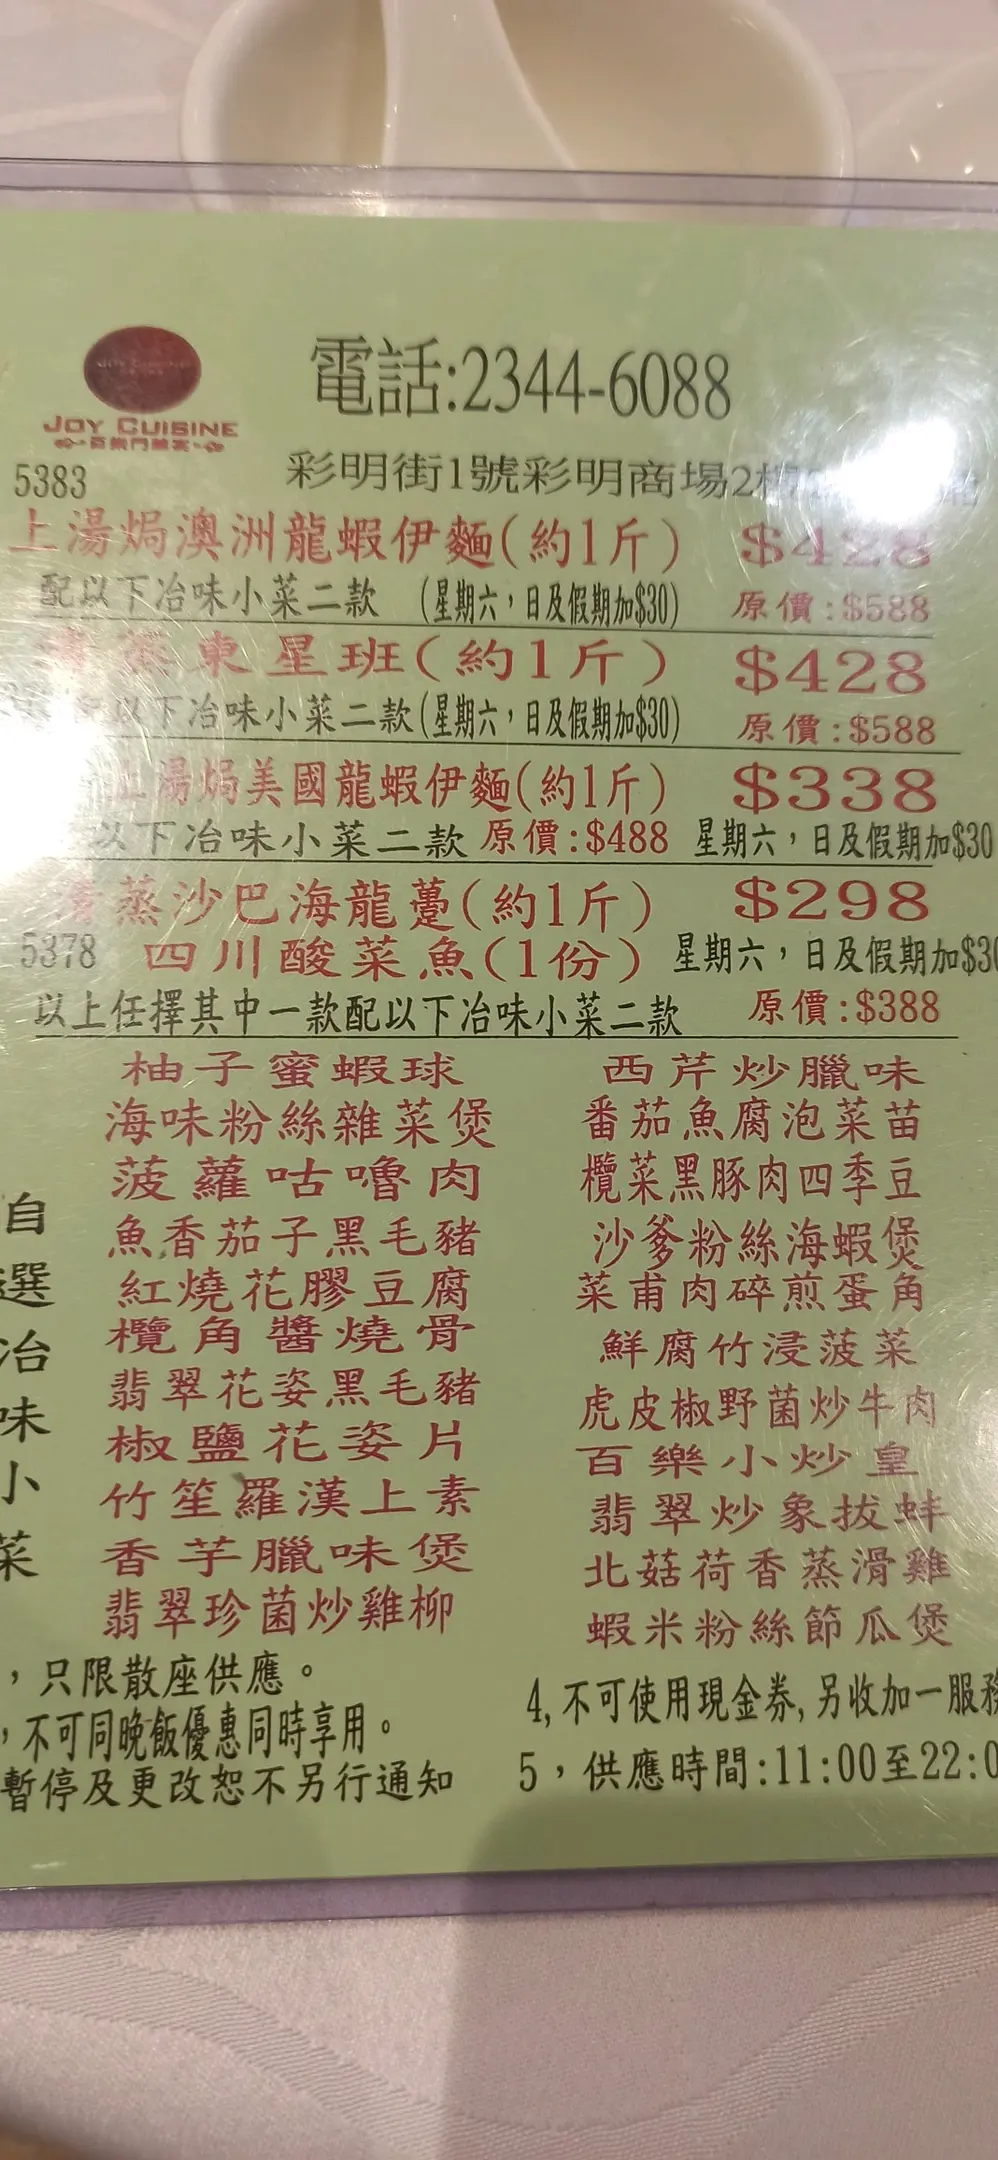 電話:2344-6088
JOY CUISINE
百樂門囍宴
5383
彩明街1號彩明商場2樓
上湯焗澳洲龍蝦伊麵(約1斤) $428
配以下冶味小菜二款 (星期六，日及假期加$30) 原價:$588
東星班(約1斤) $428
以下冶味小菜二款(星期六，日及假期加$30) 原價:$588
上湯焗美國龍蝦伊麵(約1斤) $338
以下冶味小菜二款 原價:$488 星期六，日及假期加$30
清蒸沙巴海龍躉(約1斤) $298
5378 四川酸菜魚(1份) 星期六，日及假期加$30
以上任擇其中一款配以下冶味小菜二款 原價:$388
自選冶味小菜
柚子蜜蝦球
海味粉絲雜菜煲
菠蘿咕嚕肉
魚香茄子黑毛豬
紅燒花膠豆腐
欖角醬燒骨
翡翠花姿黑毛豬
椒鹽花姿片
竹笙羅漢上素
香芋臘味煲
翡翠珍菌炒雞柳
西芹炒臘味
番茄魚腐泡菜苗
欖菜黑豚肉四季豆
沙爹粉絲海蝦煲
菜甫肉碎煎蛋角
鮮腐竹浸菠菜
虎皮椒野菌炒牛肉
百樂小炒皇
翡翠炒象拔蚌
北菇荷香蒸滑雞
蝦米粉絲節瓜煲
，只限散座供應。
，不可同晚飯優惠同時享用。
暫停及更改恕不另行通知
4,不可使用現金券,另收加一服務
5，供應時間:11:00至22:0